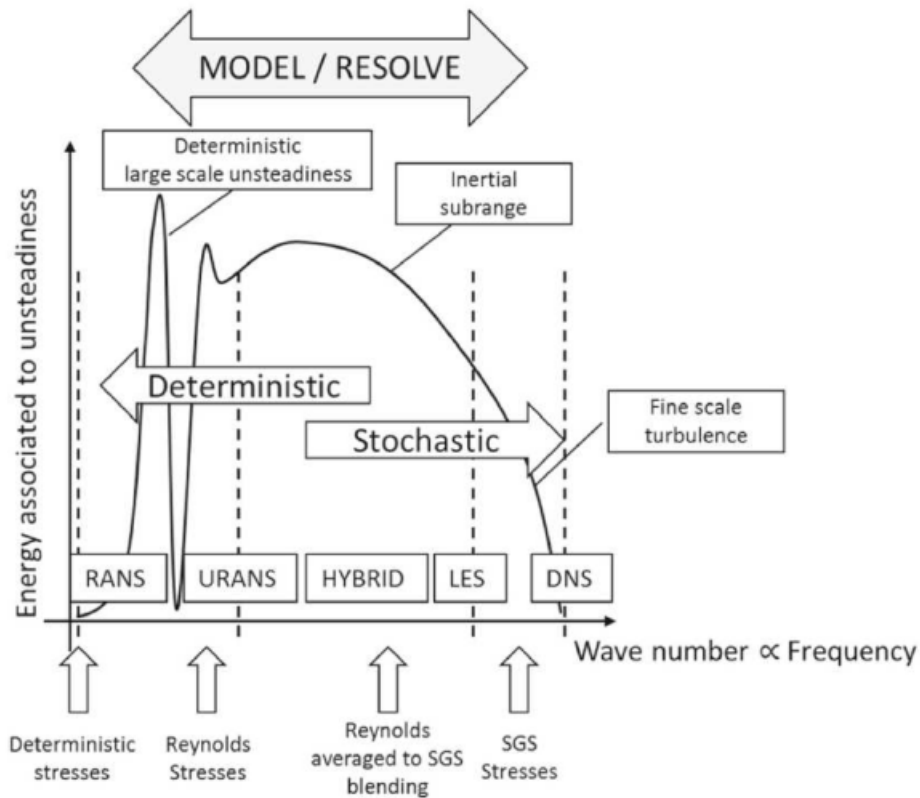 MODEL / RESOLVE
Deterministic
large scale unsteadiness
Inertial
subrange
Energy associated to unsteadiness
Deterministic
Stochastic
Fine scale
turbulence
RANS
URANS
HYBRID
LES
DNS
Wave number ∝ Frequency
Deterministic
stresses
Reynolds
Stresses
Reynolds
averaged to SGS
blending
SGS
Stresses